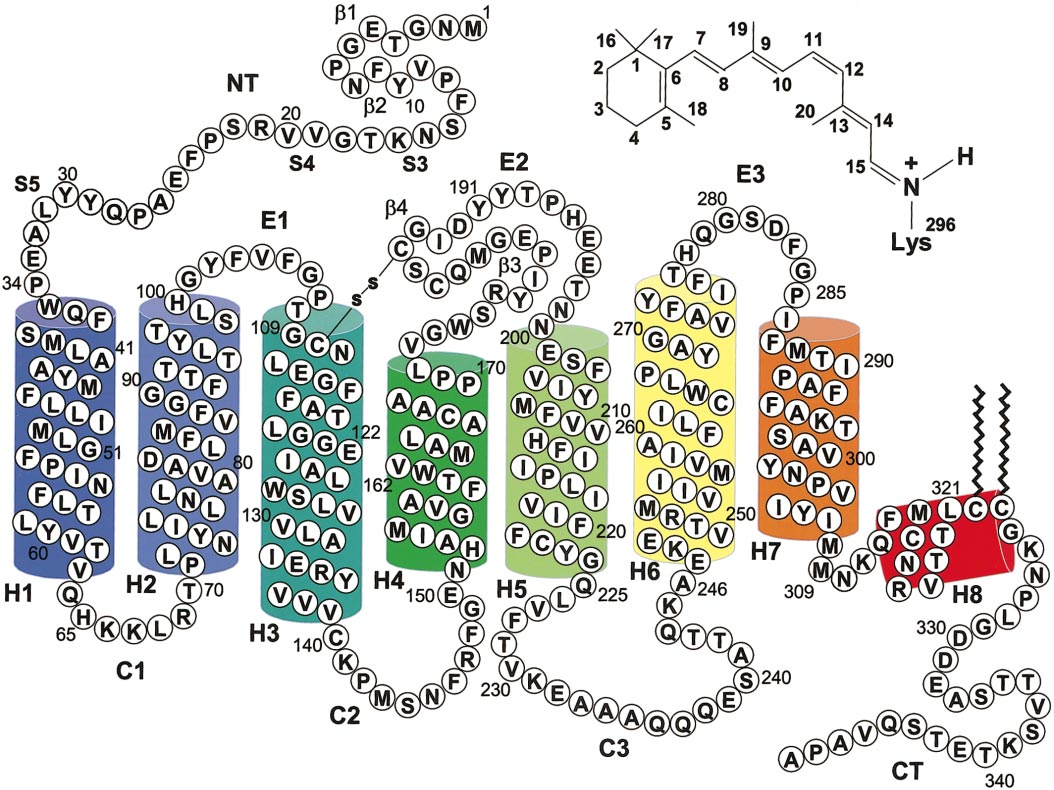 β1
1
E T G N M
G
P N F Y V P F S
β2
10
NT
P S R V V G T K N
20
S4
S3
S5
30
L Y Y Q P A E F
A
E
34
P
16
17
7
19
9
11
2
1
6
8
10
12
3
5
18
20
13
14
4
15
+
N
H
296
Lys
E1
G Y F V F G P
E2
β4
191
C G I D Y Y T P H E E T N N
S C Q M G E P I Y R S W G V
β3
S S
E3
280
H Q G S D F G P
285
W Q F
S M L A
41
A Y M
F L L I
M L G
51
F P I N
F L T
L Y V T
60
V
H1
Q
65
H K K L R T
70
C1
100
H L S
T Y L T
90
T T F
G G F V
M F L
D A V A
80
L N L
L I Y N
L P
H2
T
109
G C N
L E G F
F A T
L G G E
122
I A L
W S L V
130
V L A
I E R Y
V V V
H3
140
C K P M S N F R F G E
C2
150
L P P
170
A A C A
L A M
V W T F
162
A V G
M I A H
H4
N
200
E S F
V I Y
M F V V
210
H F I
I P L I
V I F
220
F C Y G
H5
Q
225
L V F T V
230
K E A A A Q Q Q E S
240
A T T Q K A
246
C3
T F I
Y F A V
270
G A Y
P L W C
260
I L F
A I V M
I I V
M R T V
250
E K E
H6
I
F M T I
290
P A F
F A K T
S A V
300
Y N P V
I Y I
H7
M
309
M N K Q
321
F M L C C
C T
N T
R V
H8
G K N P L G D
330
D E A S T T V S K T E T S Q V A P A
340
CT